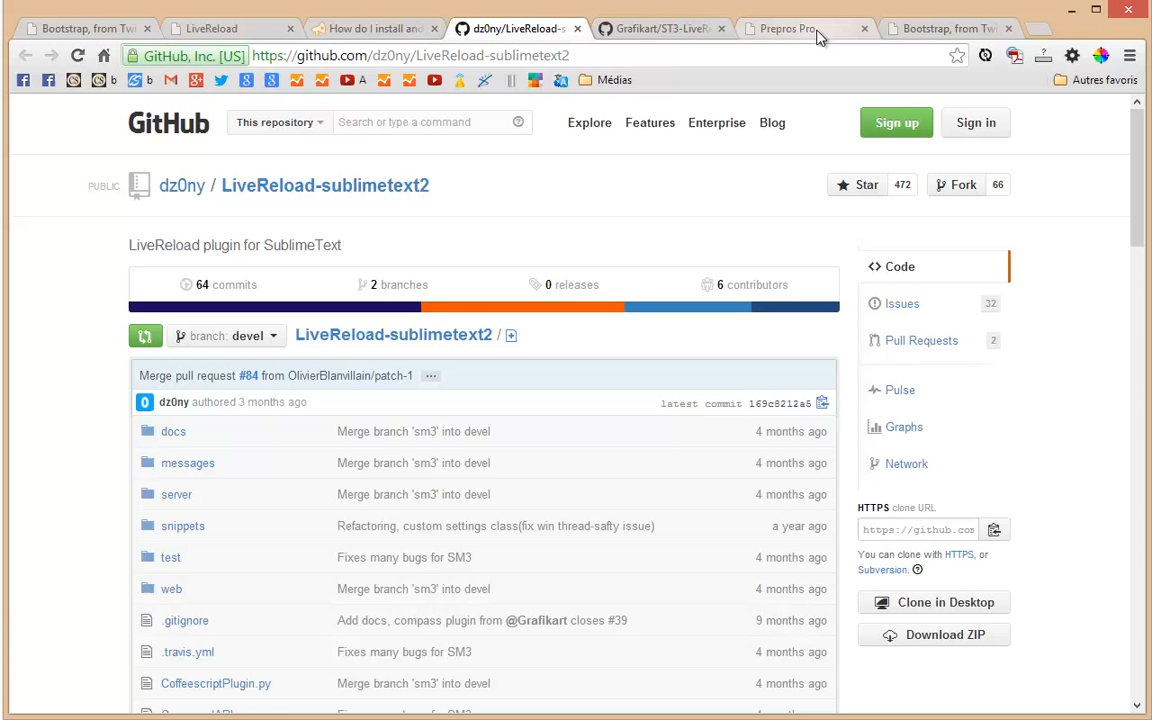 Bootstrap, from Twi
LiveReload
How do I install and
dz0ny/LiveReload-s
Grafikart/ST3-LiveR
Prepros Pro
Bootstrap, from Twi
GitHub, Inc. [US] https://github.com/dz0ny/LiveReload-sublimetext2
b b A Médias Autres favoris
GitHub This repository Search or type a command Explore Features Enterprise Blog Sign up Sign in
PUBLIC dz0ny / LiveReload-sublimetext2 Star 472 Fork 66
LiveReload plugin for SublimeText
64 commits 2 branches 0 releases 6 contributors
branch: devel LiveReload-sublimetext2 /
Merge pull request #84 from OlivierBlanvillain/patch-1 ...
dz0ny authored 3 months ago latest commit 169c8212a5
docs Merge branch 'sm3' into devel 4 months ago
messages Merge branch 'sm3' into devel 4 months ago
server Merge branch 'sm3' into devel 4 months ago
snippets Refactoring, custom settings class(fix win thread-safty issue) a year ago
test Fixes many bugs for SM3 4 months ago
web Merge branch 'sm3' into devel 4 months ago
.gitignore Add docs, compass plugin from @Grafikart closes #39 9 months ago
.travis.yml Fixes many bugs for SM3 4 months ago
CoffeescriptPlugin.py Merge branch 'sm3' into devel 4 months ago
Code
Issues 32
Pull Requests 2
Pulse
Graphs
Network
HTTPS clone URL
https://github.com
You can clone with HTTPS, or
Subversion.
Clone in Desktop
Download ZIP